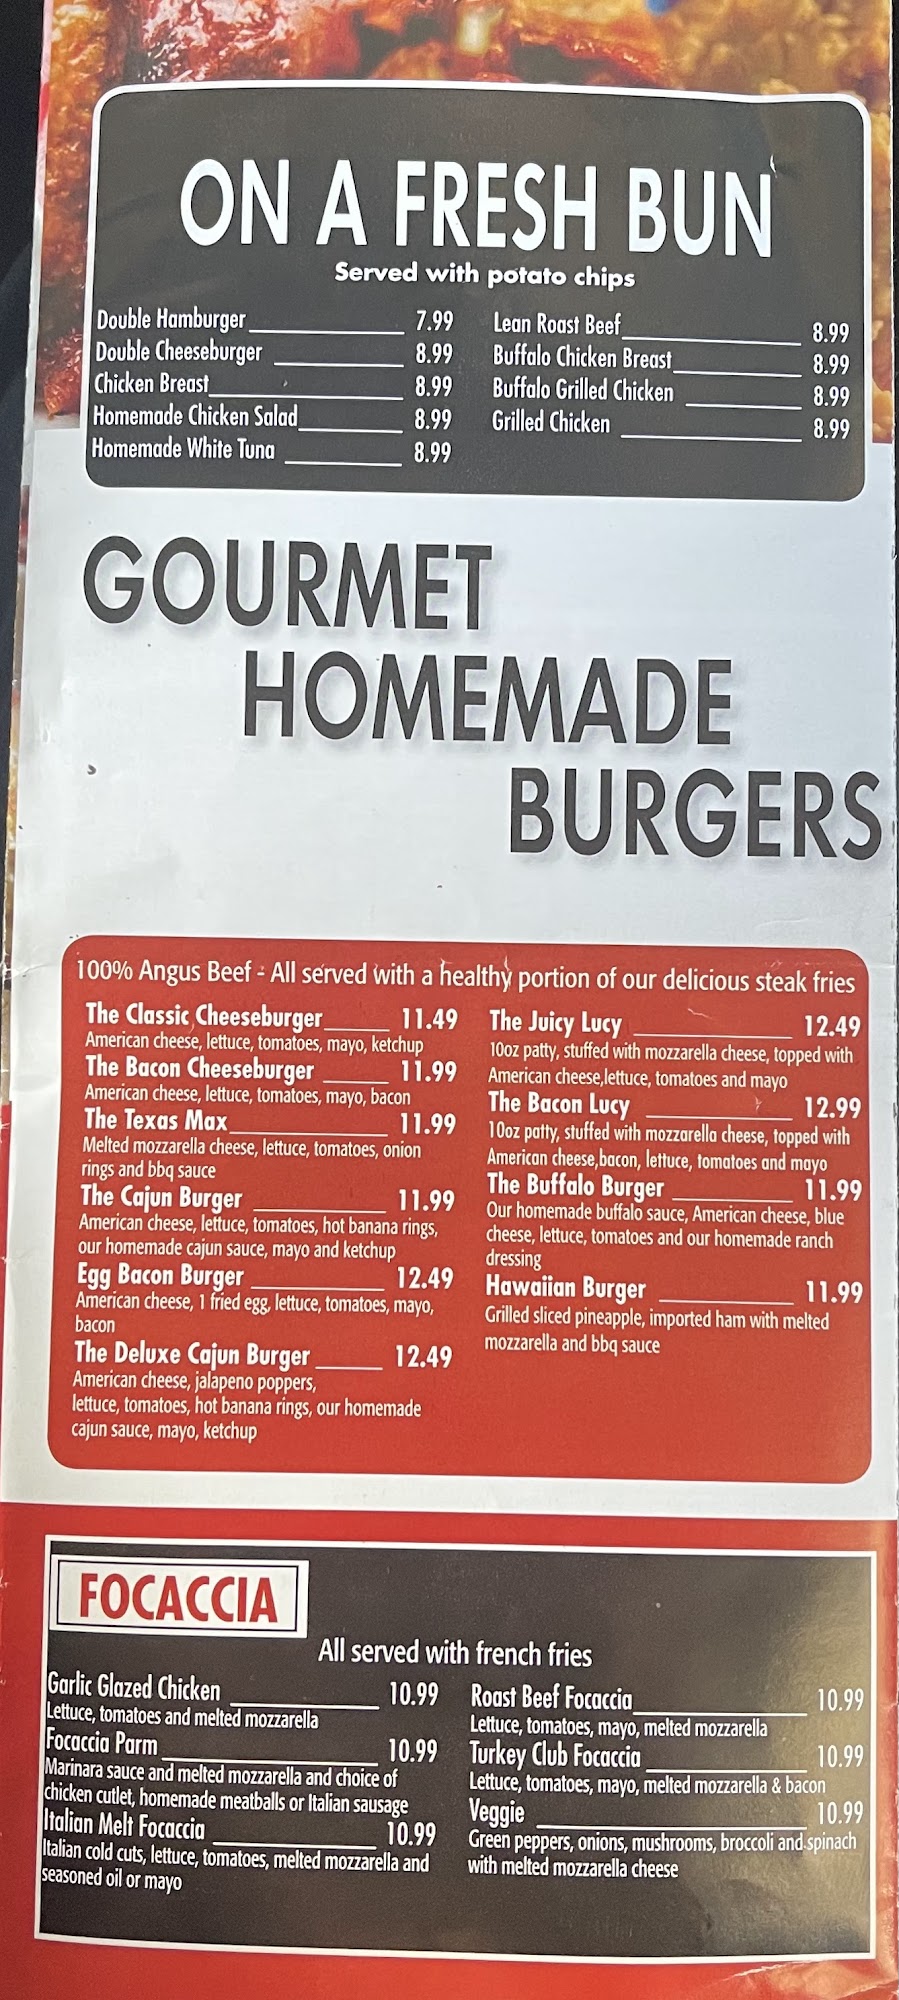 ON A FRESH BUN
Served with potato chips
Double Hamburger 7.99
Double Cheeseburger 8.99
Chicken Breast 8.99
Homemade Chicken Salad 8.99
Homemade White Tuna 8.99
Lean Roast Beef 8.99
Buffalo Chicken Breast 8.99
Buffalo Grilled Chicken 8.99
Grilled Chicken 8.99
GOURMET
HOMEMADE
BURGERS
100% Angus Beef - All served with a healthy portion of our delicious steak fries
The Classic Cheeseburger 11.49
American cheese, lettuce, tomatoes, mayo, ketchup
The Bacon Cheeseburger 11.99
American cheese, lettuce, tomatoes, mayo, bacon
The Texas Max 11.99
Melted mozzarella cheese, lettuce, tomatoes, onion
rings and bbq sauce
The Cajun Burger 11.99
American cheese, lettuce, tomatoes, hot banana rings,
our homemade cajun sauce, mayo and ketchup
Egg Bacon Burger 12.49
American cheese, 1 fried egg, lettuce, tomatoes, mayo,
bacon
The Deluxe Cajun Burger 12.49
American cheese, jalapeno poppers,
lettuce, tomatoes, hot banana rings, our homemade
cajun sauce, mayo, ketchup
The Juicy Lucy 12.49
10oz patty, stuffed with mozzarella cheese, topped with
American cheese,lettuce, tomatoes and mayo
The Bacon Lucy 12.99
10oz patty, stuffed with mozzarella cheese, topped with
American cheese,bacon, lettuce, tomatoes and mayo
The Buffalo Burger 11.99
Our homemade buffalo sauce, American cheese, blue
cheese, lettuce, tomatoes and our homemade ranch
dressing
Hawaiian Burger 11.99
Grilled sliced pineapple, imported ham with melted
mozzarella and bbq sauce
FOCACCIA
All served with french fries
Garlic Glazed Chicken 10.99
Lettuce, tomatoes and melted mozzarella
Focaccia Parm 10.99
Marinara sauce and melted mozzarella and choice of
chicken cutlet, homemade meatballs or Italian sausage
Italian Melt Focaccia 10.99
Italian cold cuts, lettuce, tomatoes, melted mozzarella and
seasoned oil or mayo
Roast Beef Focaccia 10.99
Lettuce, tomatoes, mayo, melted mozzarella
Turkey Club Focaccia 10.99
Lettuce, tomatoes, mayo, melted mozzarella & bacon
Veggie 10.99
Green peppers, onions, mushrooms, broccoli and spinach
with melted mozzarella cheese